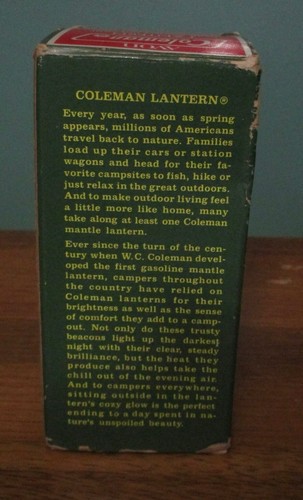 Avon
Coleman
COLEMAN LANTERN®
Every year, as soon as spring
appears, millions of Americans
travel back to nature. Families
load up their cars or station
wagons and head for their fa-
vorite campsites to fish, hike or
just relax in the great outdoors.
And to make outdoor living feel
a little more like home, many
take along at least one Coleman
mantle lantern.
Ever since the turn of the cen-
tury when W.C. Coleman devel-
oped the first gasoline mantle
lantern, campers throughout
the country have relied on
Coleman lanterns for their
brightness as well as the sense
of comfort they add to a camp-
out. Not only do these trusty
beacons light up the darkest
night with their clear, steady
brilliance, but the heat they
produce also helps take the
chill out of the evening air.
And to campers everywhere,
sitting outside in the lan-
tern's cozy glow is the perfect
ending to a day spent in na-
ture's unspoiled beauty.